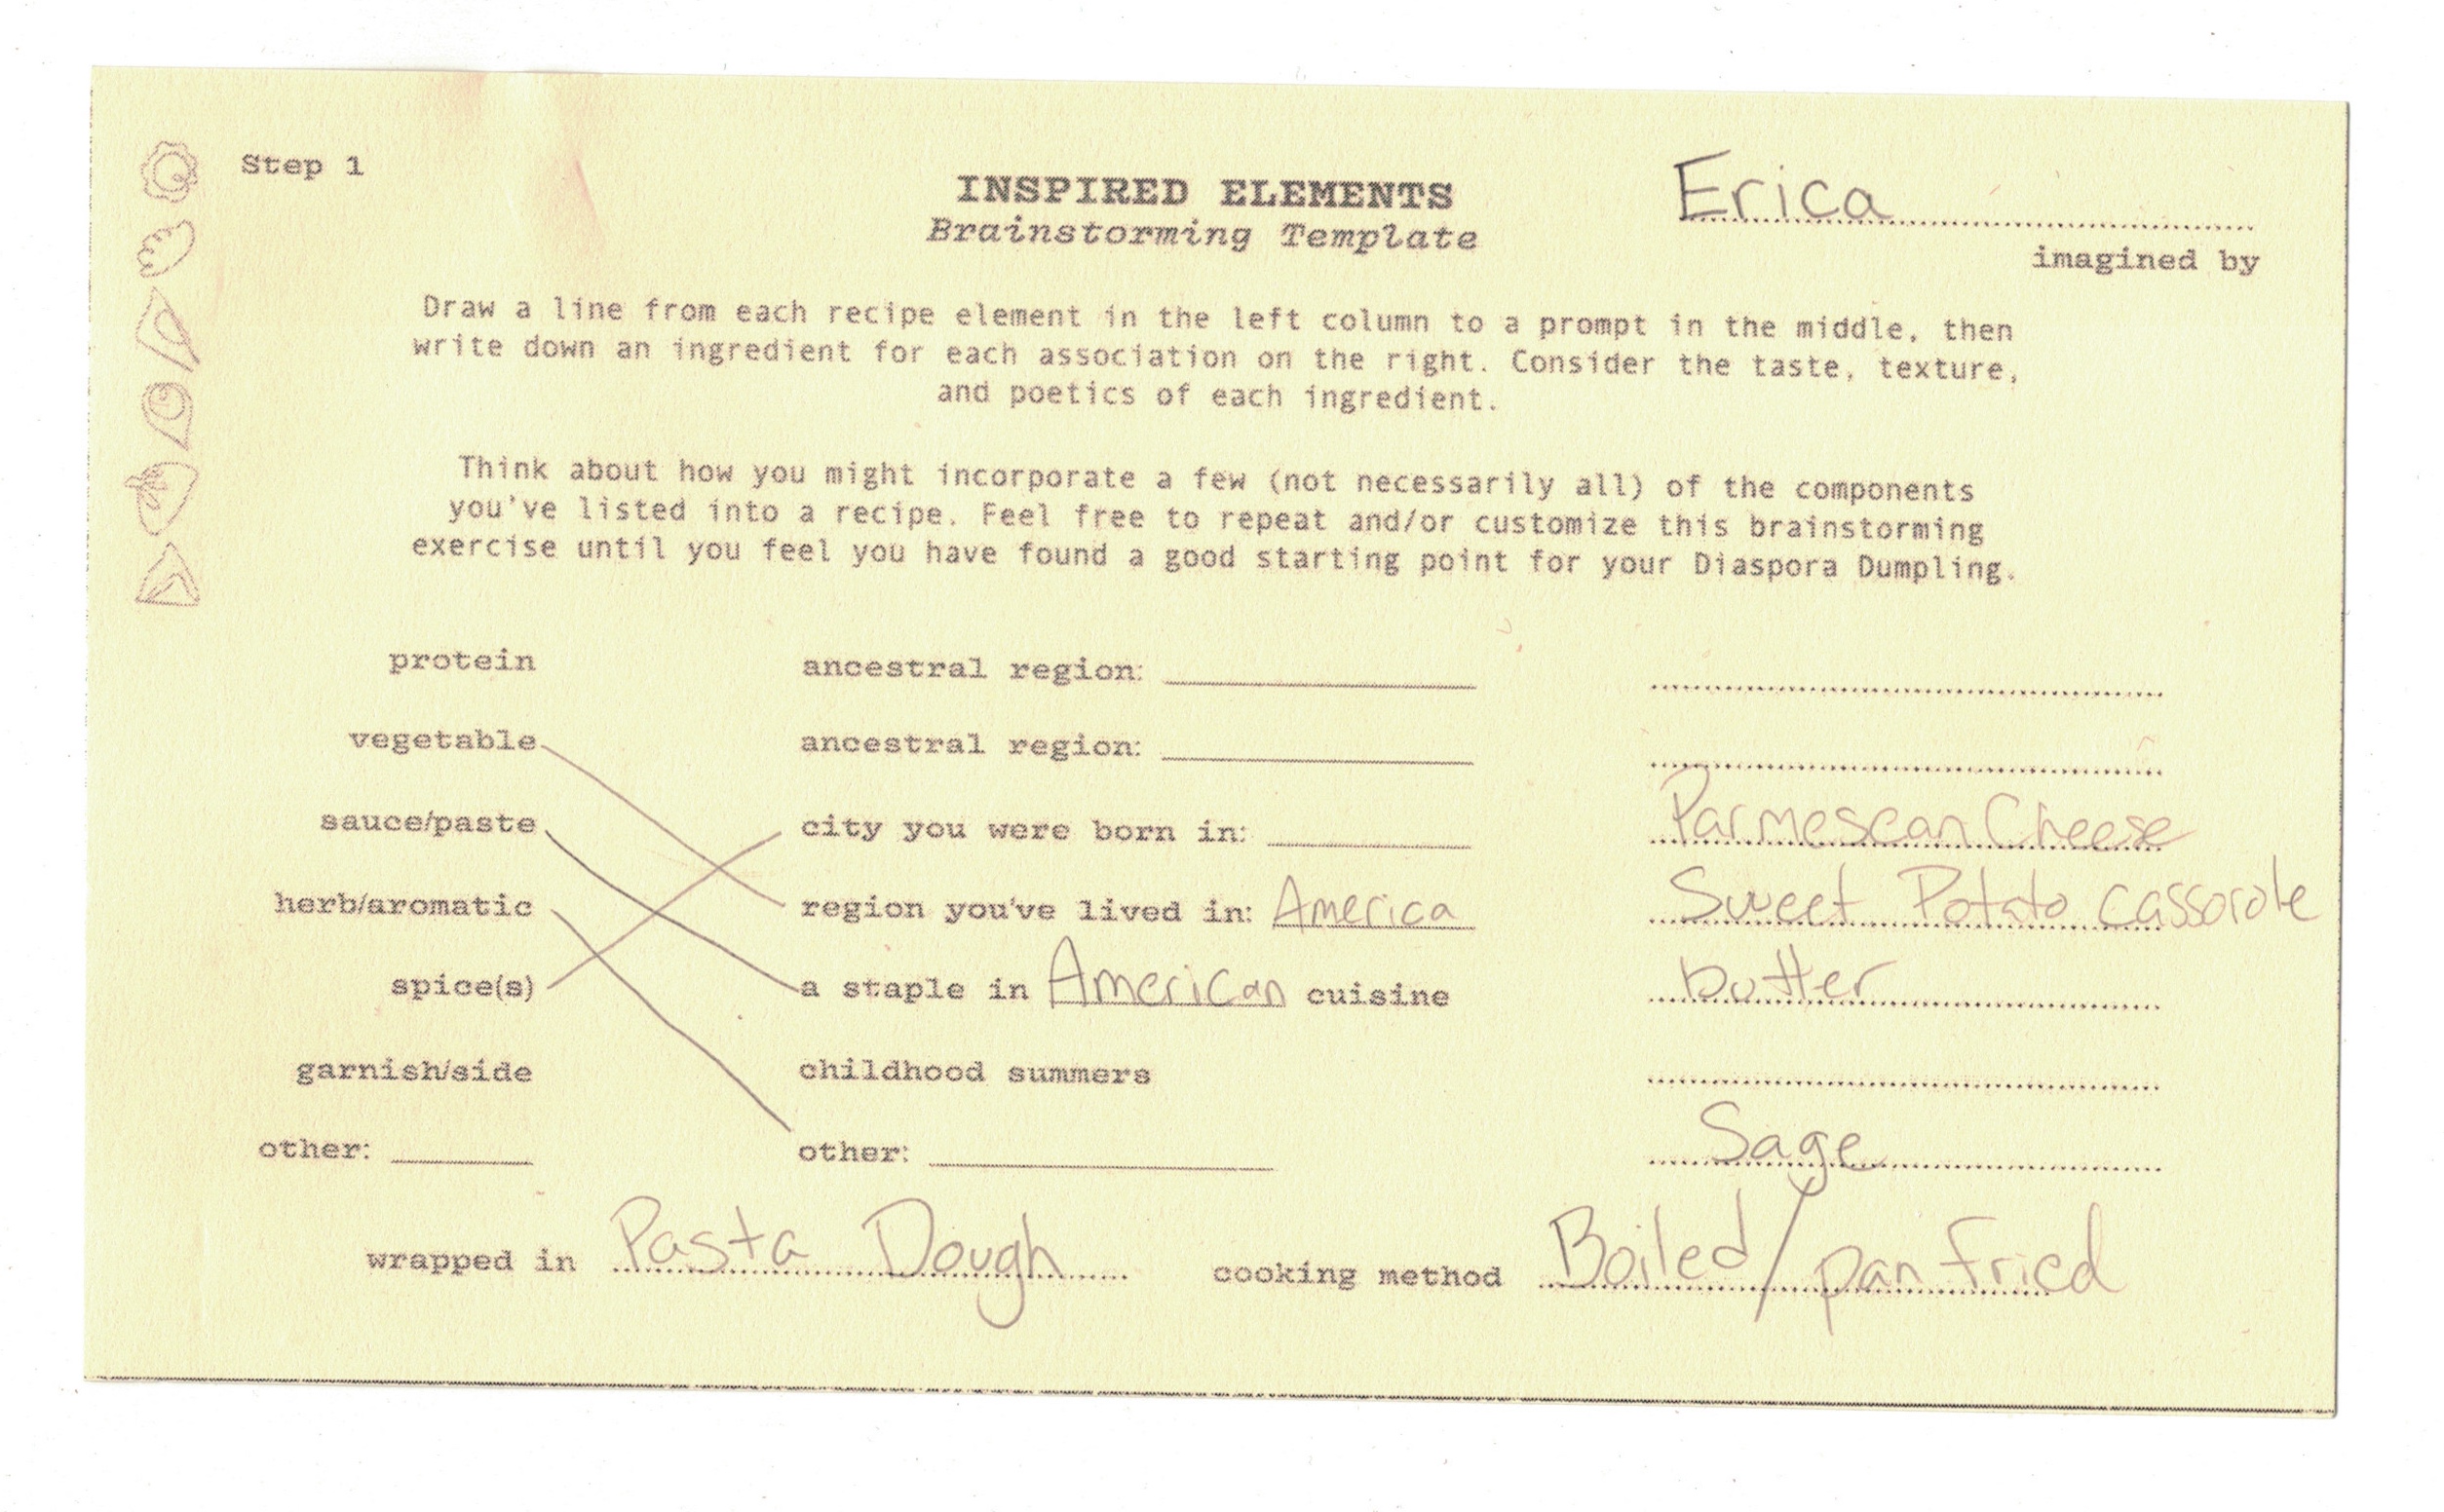 Step 1
INSPIRED ELEMENTS
Brainstorming Template
Erica
imagined by
Draw a line from each recipe element in the left column to a prompt in the middle, then
write down an ingredient for each association on the right. Consider the taste, texture,
and poetics of each ingredient.
Think about how you might incorporate a few (not necessarily all) of the components
you've listed into a recipe. Feel free to repeat and/or customize this brainstorming
exercise until you feel you have found a good starting point for your Diaspora Dumpling.
protein ancestral region:
vegetable ancestral region:
sauce/paste city you were born in: Parmescan Cheese
herb/aromatic region you've lived in: America Sweet Potato cassorole
spice(s) a staple in American cuisine butter
garnish/side childhood summers
other: other: Sage
wrapped in Pasta Dough cooking method Boiled/pan fried